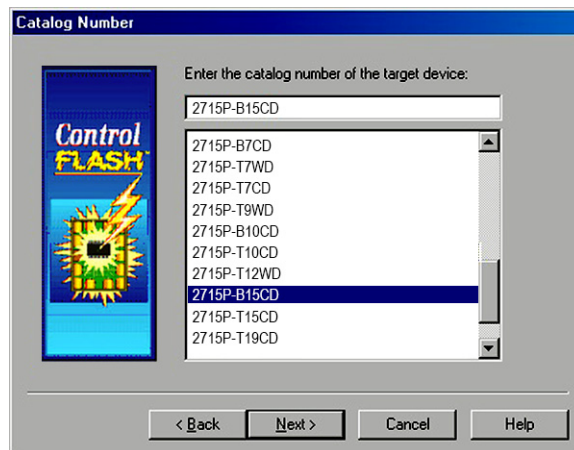 Catalog Number
Enter the catalog number of the target device:
2715P-B15CD
Control
FLASH
2715P-B7CD
2715P-T7WD
2715P-T7CD
2715P-T9WD
2715P-B10CD
2715P-T10CD
2715P-T12WD
2715P-B15CD
2715P-T15CD
2715P-T19CD
< Back
Next >
Cancel
Help